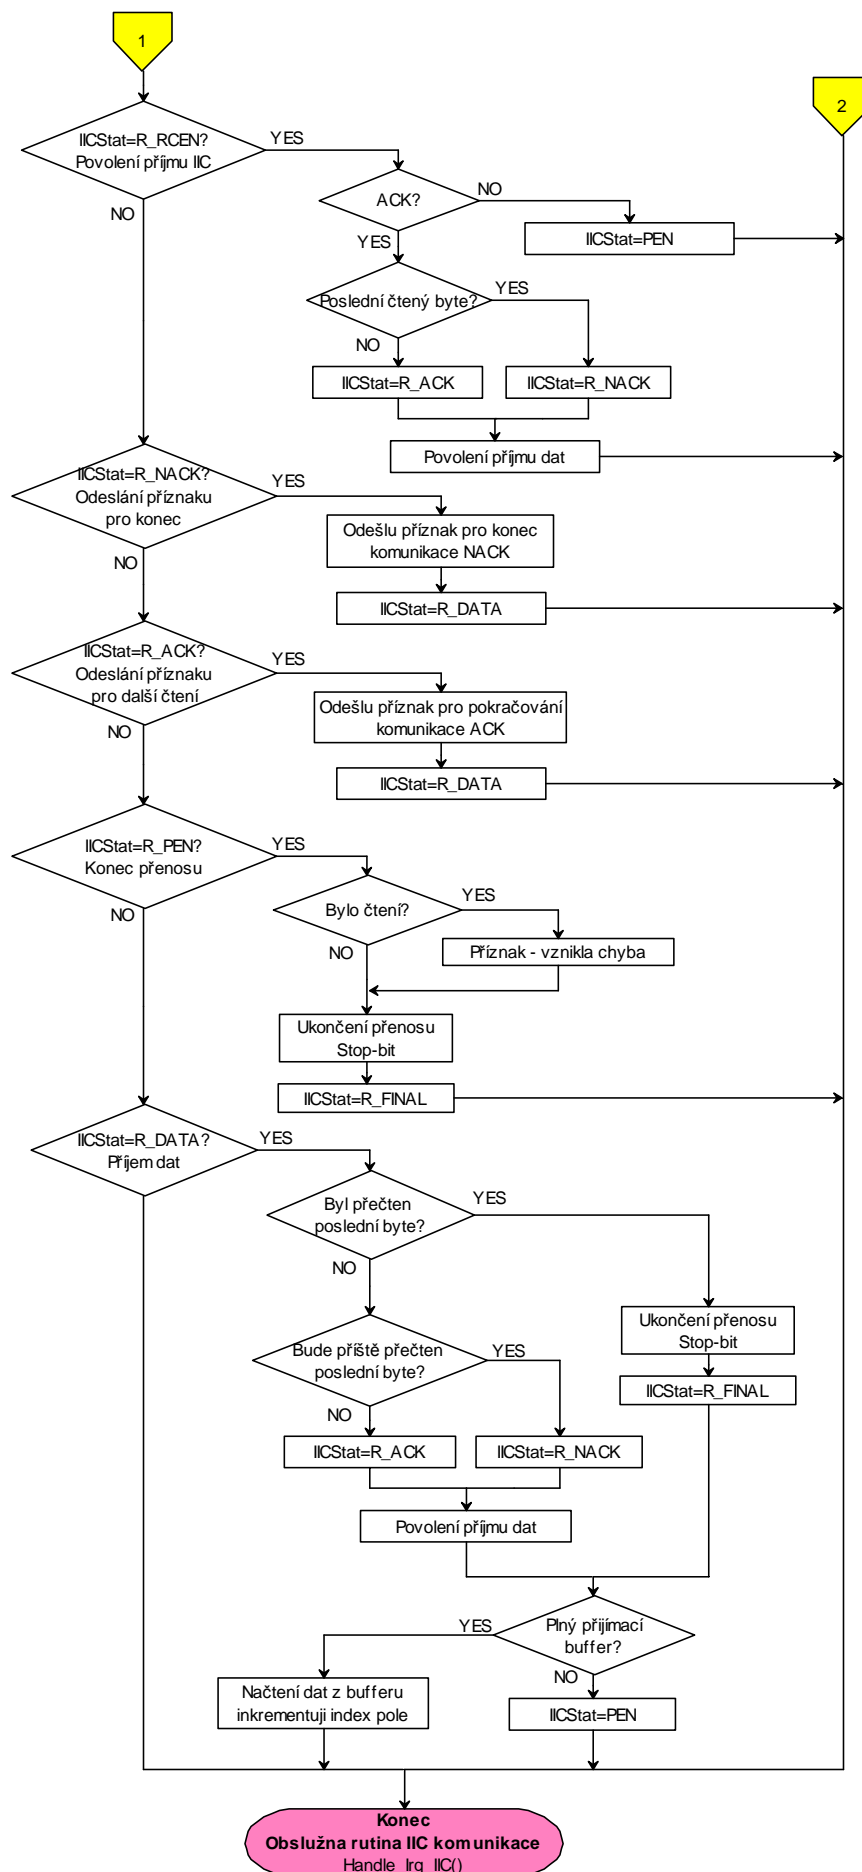 1
2
IICStat=R_RCEN?
Povolení příjmu IIC
YES
NO
ACK?
NO
YES
IICStat=PEN
Poslední čtený byte?
YES
NO
IICStat=R_ACK
IICStat=R_NACK
Povolení příjmu dat
IICStat=R_NACK?
Odeslání příznaku
pro konec
YES
NO
Odešlu příznak pro konec
komunikace NACK
IICStat=R_DATA
IICStat=R_ACK?
Odeslání příznaku
pro další čtení
YES
NO
Odešlu příznak pro pokračování
komunikace ACK
IICStat=R_DATA
IICStat=R_PEN?
Konec přenosu
YES
NO
Bylo čtení?
YES
NO
Příznak - vznikla chyba
Ukončení přenosu
Stop-bit
IICStat=R_FINAL
IICStat=R_DATA?
Příjem dat
YES
NO
Byl přečten
poslední byte?
YES
NO
Ukončení přenosu
Stop-bit
IICStat=R_FINAL
Bude příště přečten
poslední byte?
YES
NO
IICStat=R_ACK
IICStat=R_NACK
Povolení příjmu dat
Plný přijímací
buffer?
YES
NO
Načtení dat z bufferu
inkrementuji index pole
IICStat=PEN
Konec
Obslužna rutina IIC komunikace
Handle_Irq_IIC()